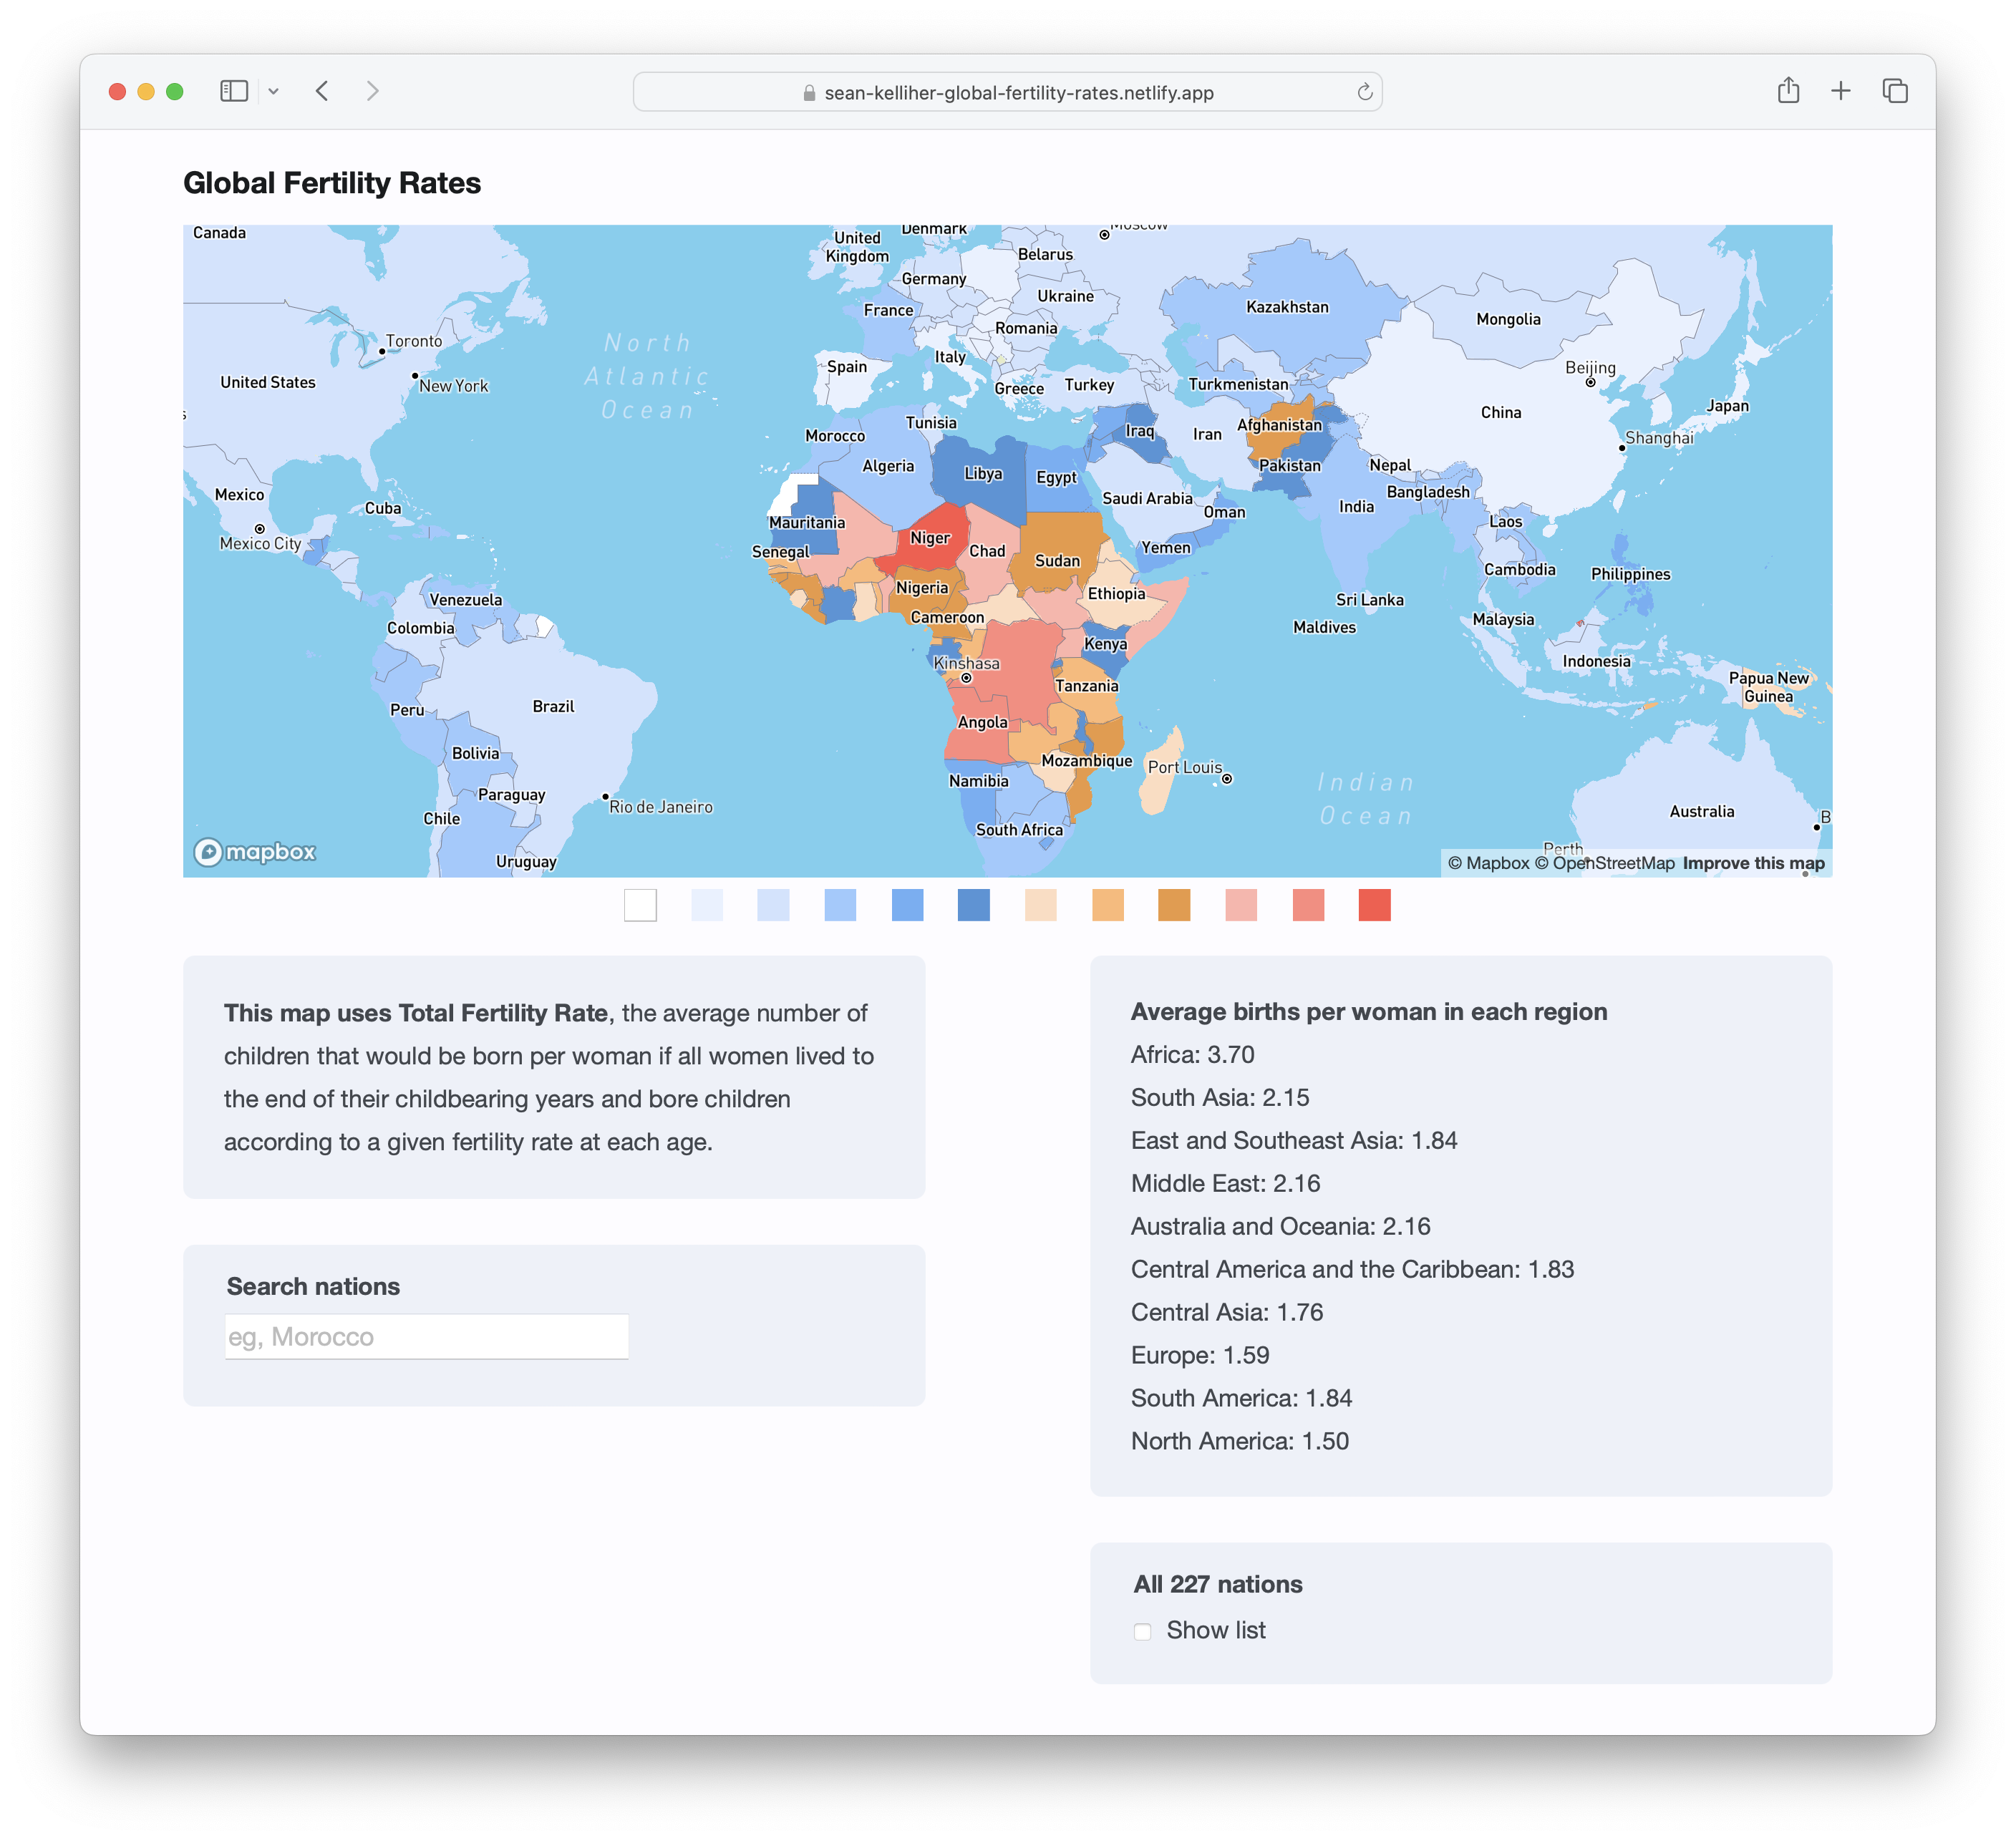 sean-kelliher-global-fertility-rates.netlify.app
Global Fertility Rates
Canada
United Kingdom
Denmark
Moscow
Belarus
Germany
Ukraine
Kazakhstan
France
Mongolia
Romania
Toronto
North Atlantic Ocean
Italy
Spain
Beijing
United States
New York
Greece
Turkey
Turkmenistan
s
China
Japan
Tunisia
Afghanistan
Morocco
Iraq
Iran
Shanghai
Algeria
Libya
Egypt
Pakistan
Nepal
Mexico
Saudi Arabia
Bangladesh
Cuba
India
Oman
Mauritania
Laos
Mexico City
Niger
Senegal
Chad
Yemen
Sudan
Cambodia
Philippines
Nigeria
Ethiopia
Venezuela
Sri Lanka
Cameroon
Colombia
Maldives
Malaysia
Kenya
Kinshasa
Indonesia
Tanzania
Papua New Guinea
Peru
Brazil
Angola
Bolivia
Mozambique
Port Louis
Namibia
Indian Ocean
Paraguay
Rio de Janeiro
Chile
Australia
B
South Africa
Perth
mapbox
Uruguay
© Mapbox © OpenStreetMap Improve this map
This map uses Total Fertility Rate, the average number of
children that would be born per woman if all women lived to
the end of their childbearing years and bore children
according to a given fertility rate at each age.
Search nations
eg, Morocco
Average births per woman in each region
Africa: 3.70
South Asia: 2.15
East and Southeast Asia: 1.84
Middle East: 2.16
Australia and Oceania: 2.16
Central America and the Caribbean: 1.83
Central Asia: 1.76
Europe: 1.59
South America: 1.84
North America: 1.50
All 227 nations
Show list